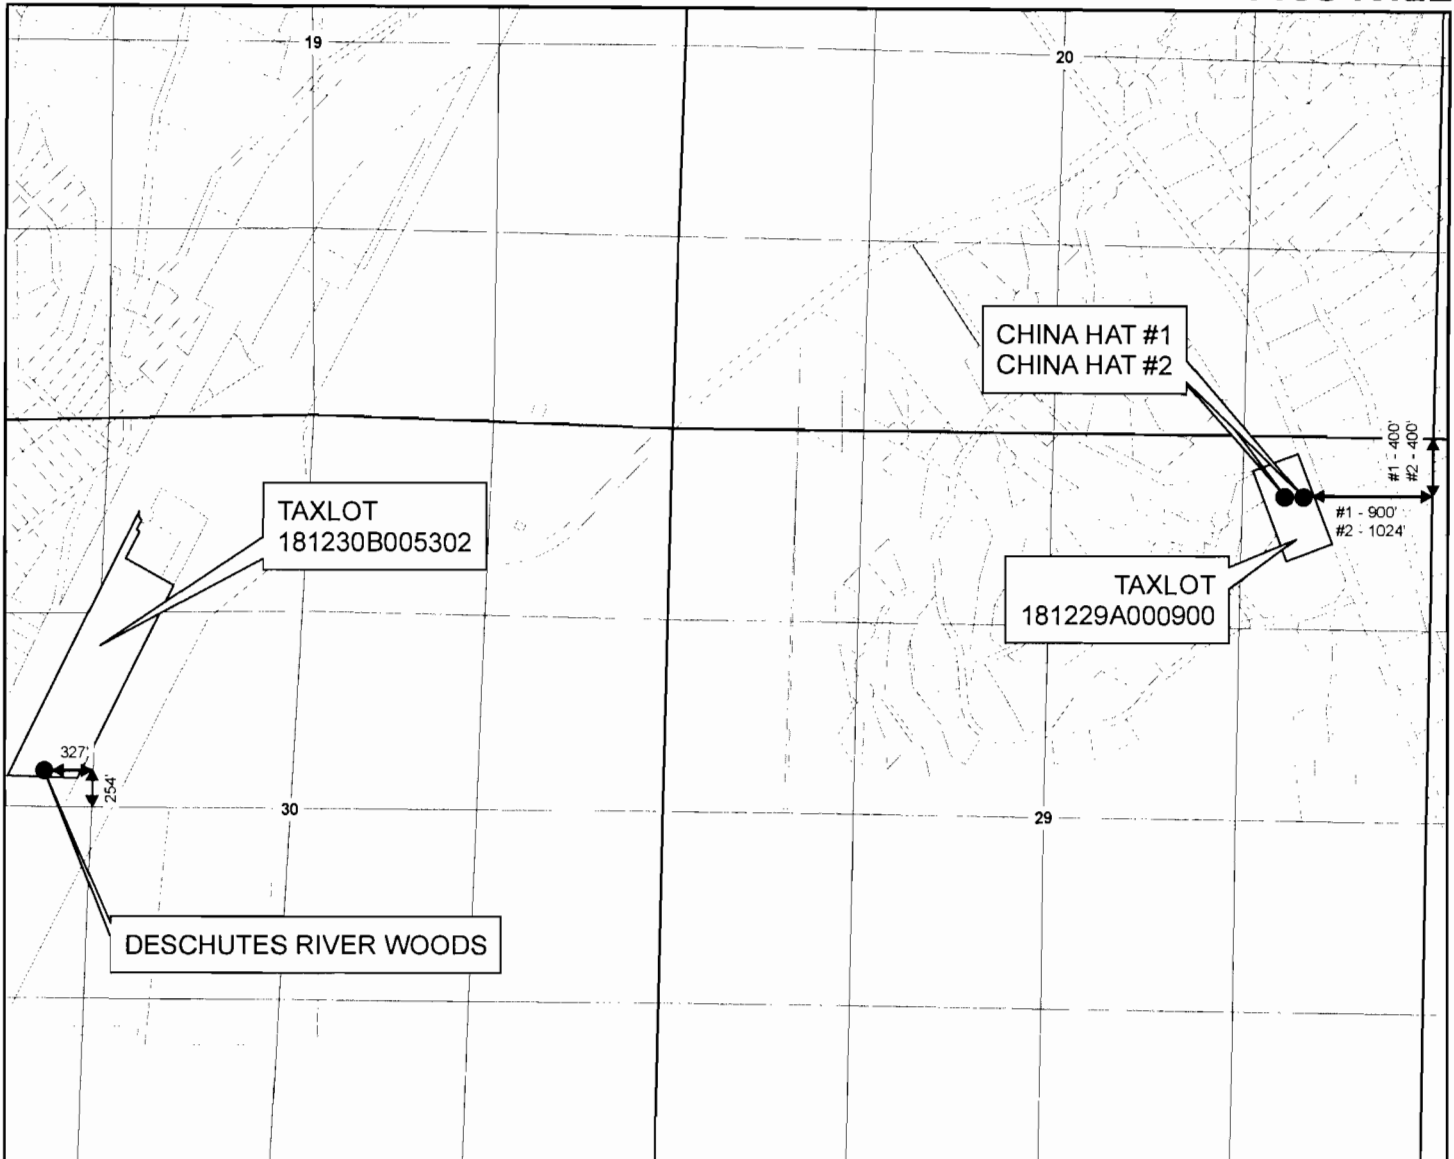 19
20
CHINA HAT #1
CHINA HAT #2
#1 - 400'
#2 - 400'
#1 - 900'
#2 - 1024'
TAXLOT
181230B005302
TAXLOT
181229A000900
327'
254'
30
29
DESCHUTES RIVER WOODS